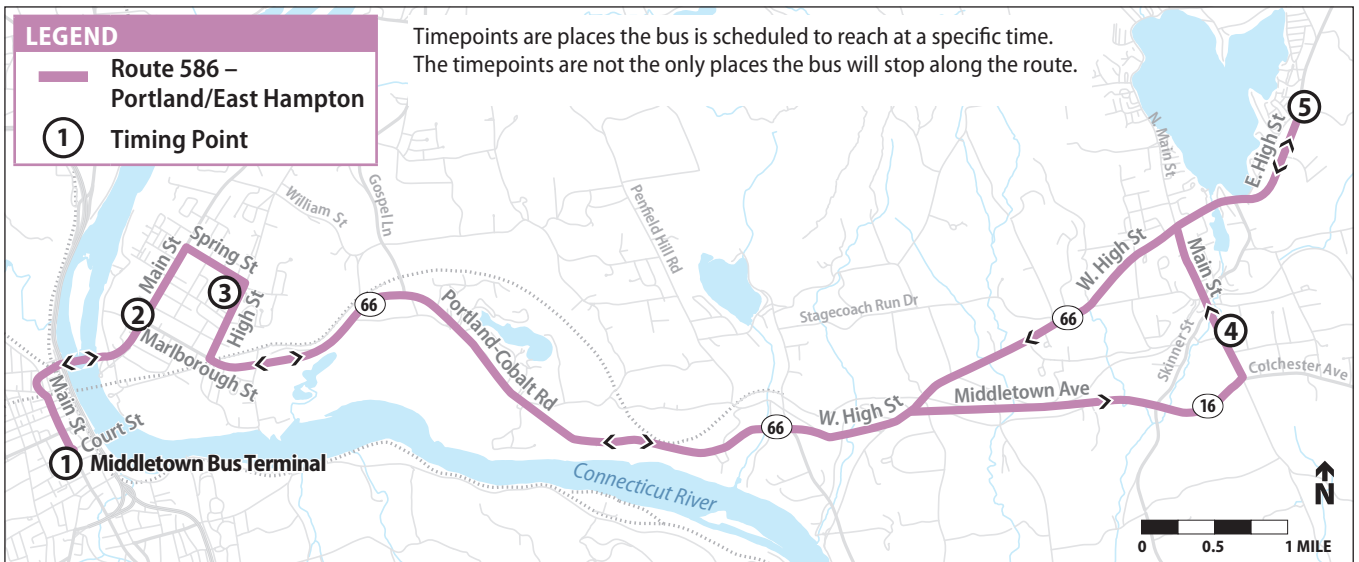 LEGEND
Route 586 –
Portland/East Hampton
1 Timing Point
Timepoints are places the bus is scheduled to reach at a specific time.
The timepoints are not the only places the bus will stop along the route.
5
E. High St
N. Main St
William St
Gospel Ln
Penfield Hill Rd
Main St
Spring St
3
High St
2
Marlborough St
66
Portland-Cobalt Rd
Stagecoach Run Dr
W. High St
66
Main St
4
Skinner St
Colchester Ave
Main St
Court St
1 Middletown Bus Terminal
Middletown Ave
16
W. High St
66
Connecticut River
N
0 0.5 1 MILE